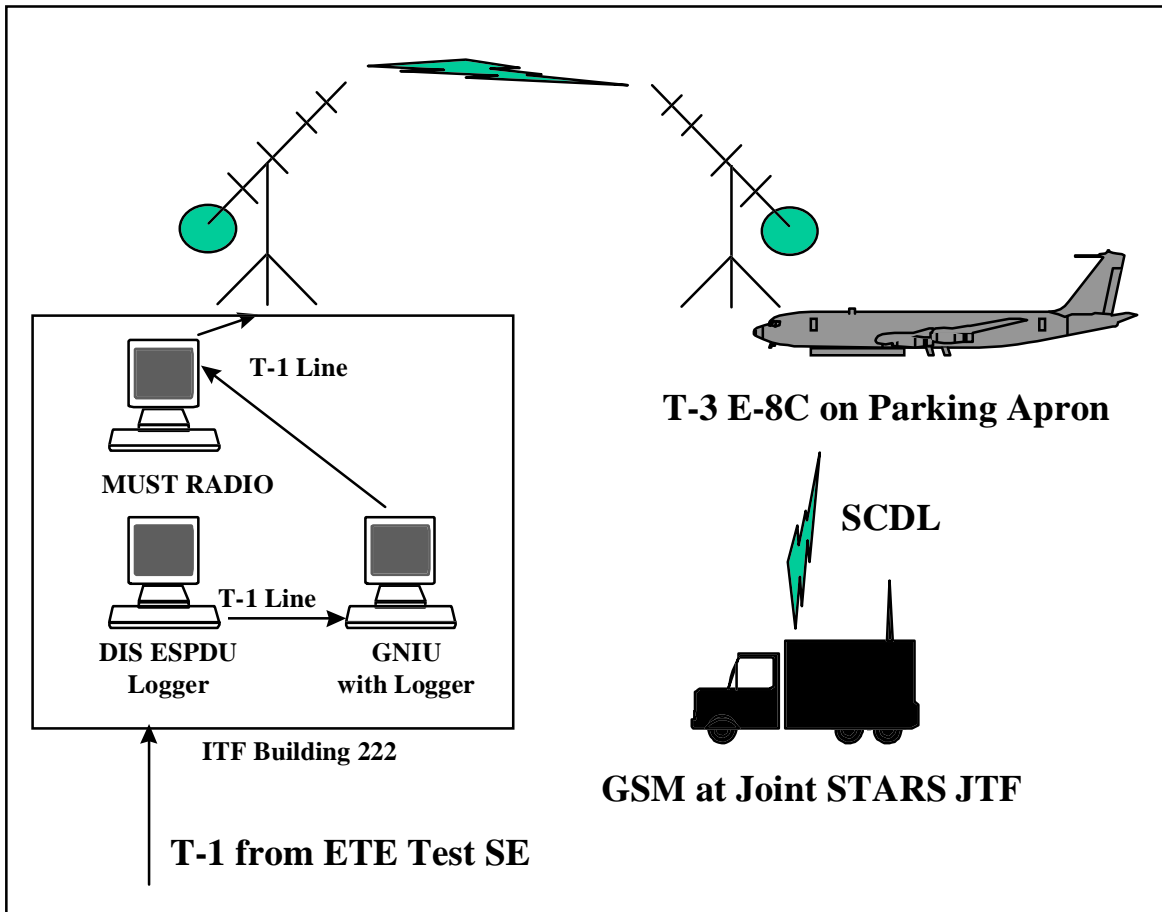 T-1 Line
MUST RADIO
T-3 E-8C on Parking Apron
SCDL
T-1 Line
DIS ESPDU
Logger
GNIU
with Logger
ITF Building 222
GSM at Joint STARS JTF
T-1 from ETE Test SE